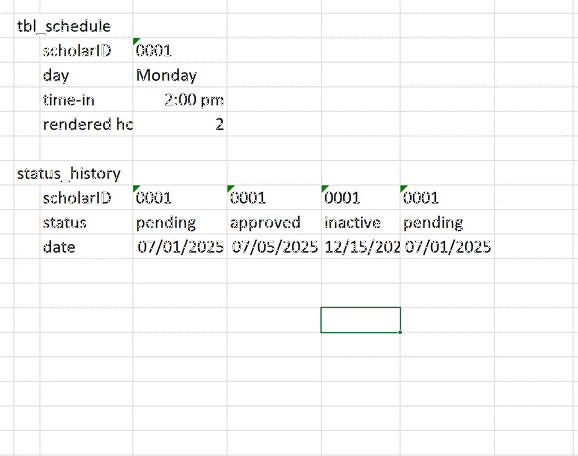 tbl_schedule
scholarID 0001
day Monday
time-in 2:00 pm
rendered ho 2
status_history
scholarID 0001 0001 0001 0001
status pending approved inactive pending
date 07/01/2025 07/05/2025 12/15/202 07/01/2025